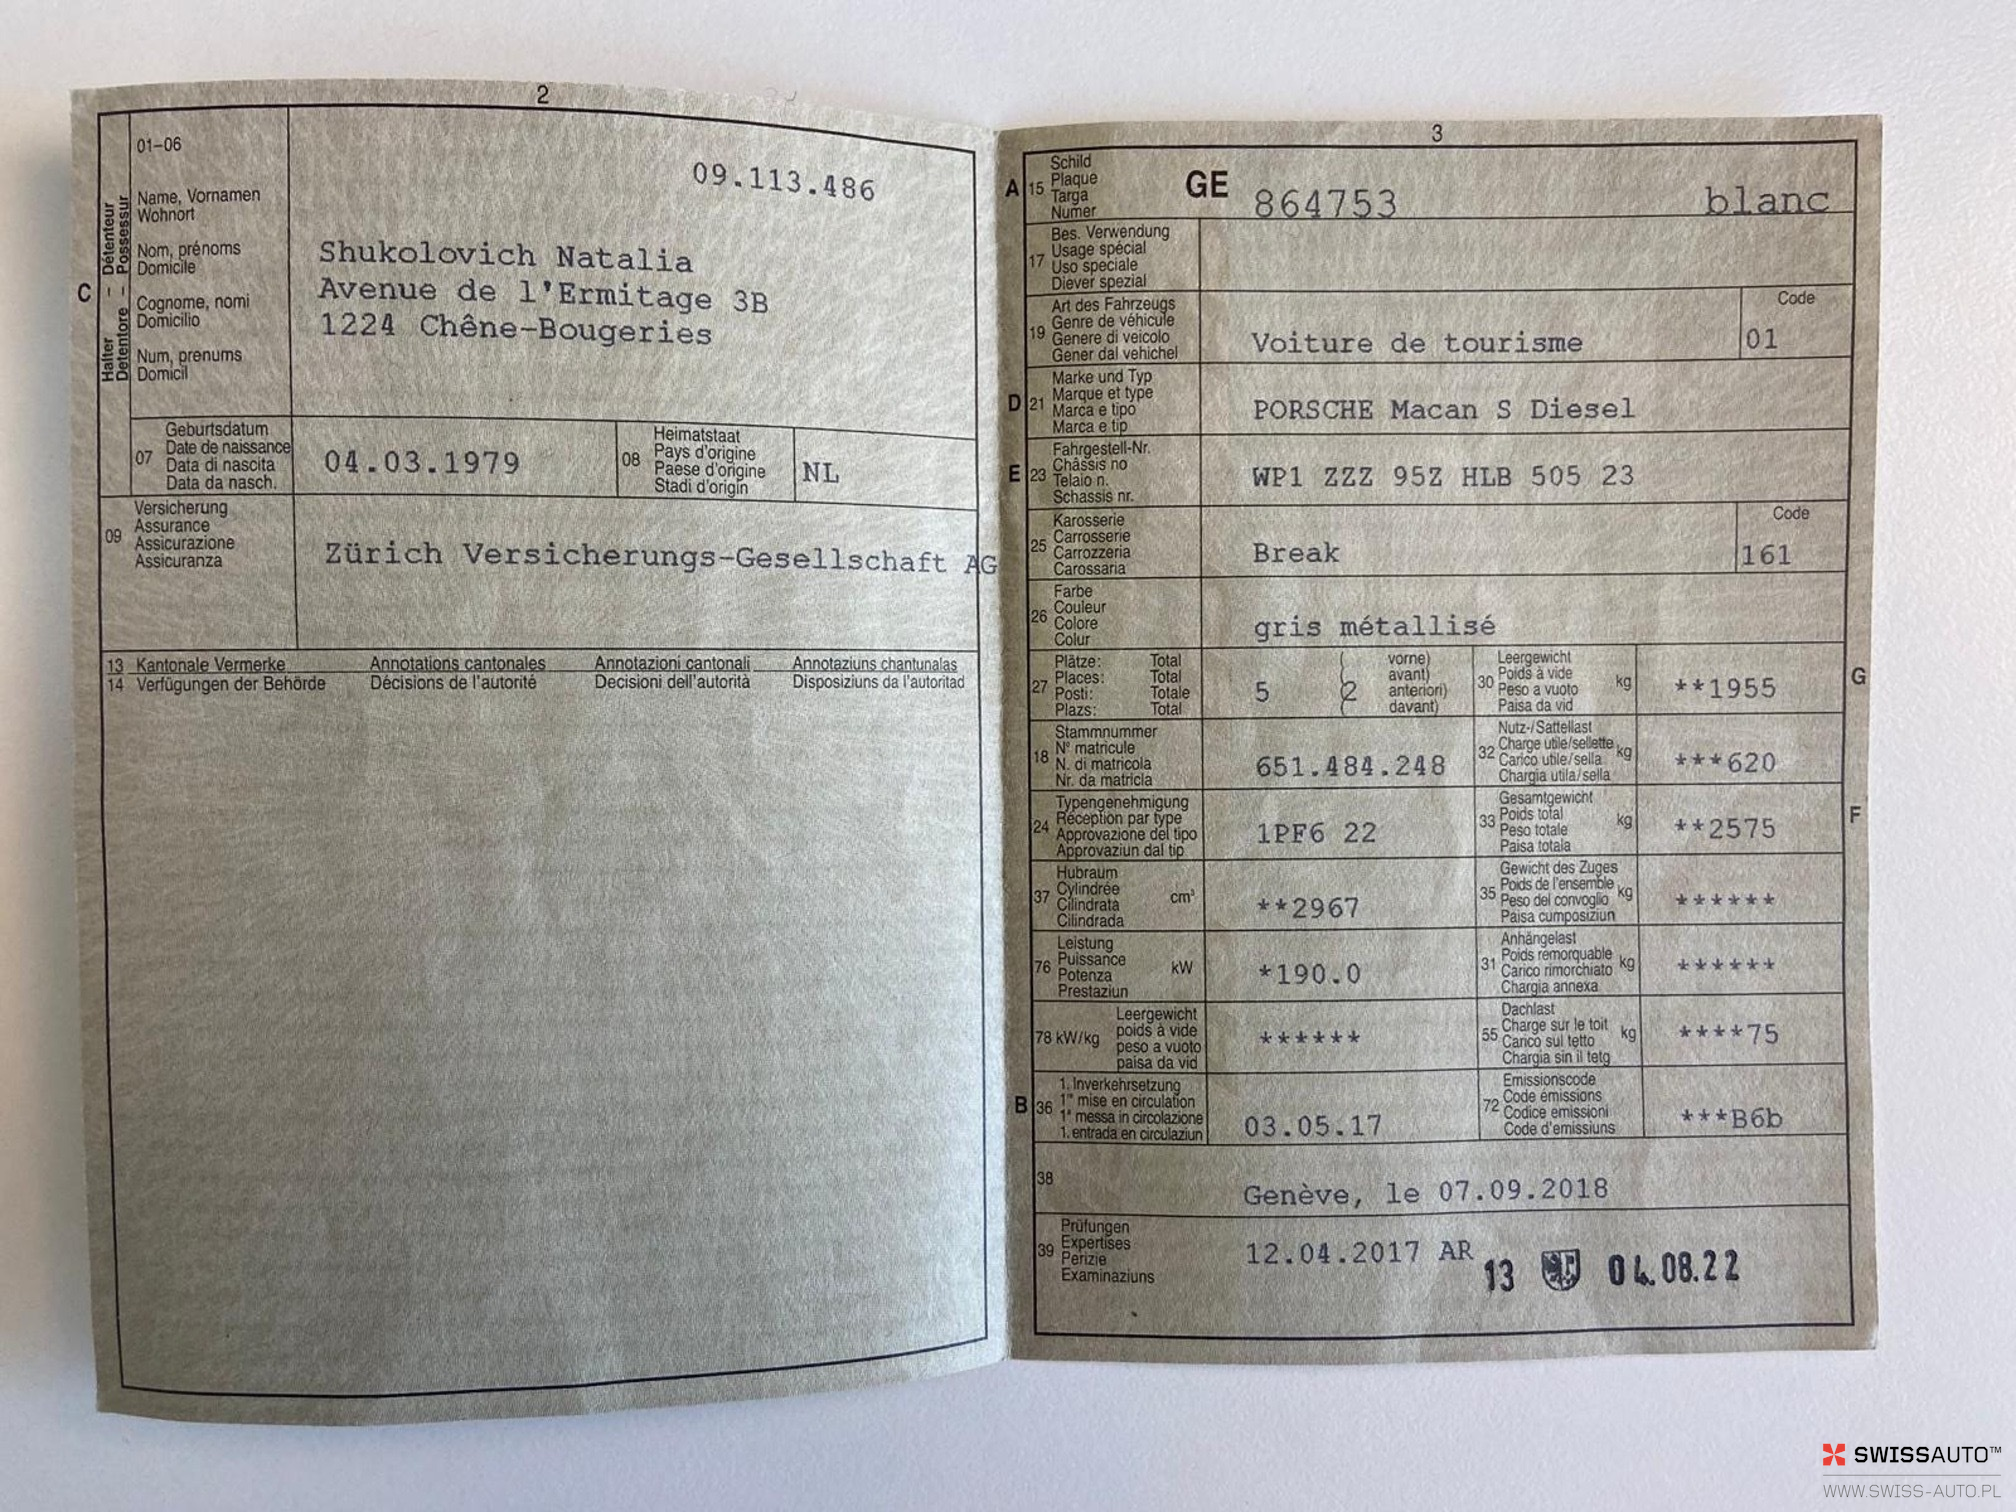 2
01–06
09.113.486
C
Halter – Détenteur
Detentore – Possessur
Name, Vornamen
Wohnort
Nom, prénoms
Domicile
Cognome, nomi
Domicilio
Num, prenums
Domicil
Shukolovich Natalia
Avenue de l'Ermitage 3B
1224 Chêne-Bougeries
07
Geburtsdatum
Date de naissance
Data di nascita
Data da nasch.
04.03.1979
08
Heimatstaat
Pays d'origine
Paese d'origine
Stadi d'origin
NL
09
Versicherung
Assurance
Assicurazione
Assicuranza
Zürich Versicherungs-Gesellschaft AG
13 Kantonale Vermerke Annotations cantonales Annotazioni cantonali Annotaziuns chantunalas
14 Verfügungen der Behörde Décisions de l'autorité Decisioni dell'autorità Disposiziuns da l'autoritad
3
A 15
Schild
Plaque
Targa
Numer
GE 864753 blanc
17
Bes. Verwendung
Usage spécial
Uso speciale
Diever spezial
19
Art des Fahrzeugs
Genre de véhicule
Genere di veicolo
Gener dal vehichel
Voiture de tourisme
Code
01
D 21
Marke und Typ
Marque et type
Marca e tipo
Marca e tip
PORSCHE Macan S Diesel
E 23
Fahrgestell-Nr.
Châssis no
Telaio n.
Schassis nr.
WP1 ZZZ 95Z HLB 505 23
25
Karosserie
Carrosserie
Carrozzeria
Carossaria
Break
Code
161
26
Farbe
Couleur
Colore
Colur
gris métallisé
27
Plätze: Total
Places: Total
Posti: Totale
Plazs: Total
5 (2
vorne)
avant)
anteriori)
davant)
30
Leergewicht
Poids à vide
Peso a vuoto
Paisa da vid
kg
**1955
G
18
Stammnummer
N° matricule
N. di matricola
Nr. da matricla
651.484.248
32
Nutz-/Sattellast
Charge utile/sellette
Carico utile/sella
Chargia utila/sella
kg
***620
24
Typengenehmigung
Réception par type
Approvazione del tipo
Approvaziun dal tip
1PF6 22
33
Gesamtgewicht
Poids total
Peso totale
Paisa totala
kg
**2575
F
37
Hubraum
Cylindrée
Cilindrata
Cilindrada
cm³
**2967
35
Gewicht des Zuges
Poids de l'ensemble
Peso del convoglio
Paisa cumposiziun
kg
******
76
Leistung
Puissance
Potenza
Prestaziun
kW
*190.0
31
Anhängelast
Poids remorquable
Carico rimorchiato
Chargia annexa
kg
******
78 kW/kg
Leergewicht
poids à vide
peso a vuoto
paisa da vid
******
55
Dachlast
Charge sur le toit
Carico sul tetto
Chargia sin il tetg
kg
****75
B 36
1. Inverkehrsetzung
1re mise en circulation
1a messa in circolazione
1. entrada en circulaziun
03.05.17
72
Emissionscode
Code émissions
Codice emissioni
Code d'emissiuns
***B6b
38
Genève, le 07.09.2018
39
Prüfungen
Expertises
Perizie
Examinaziuns
12.04.2017 AR
13 04.08.22
SWISSAUTO™
WWW.SWISS-AUTO.PL